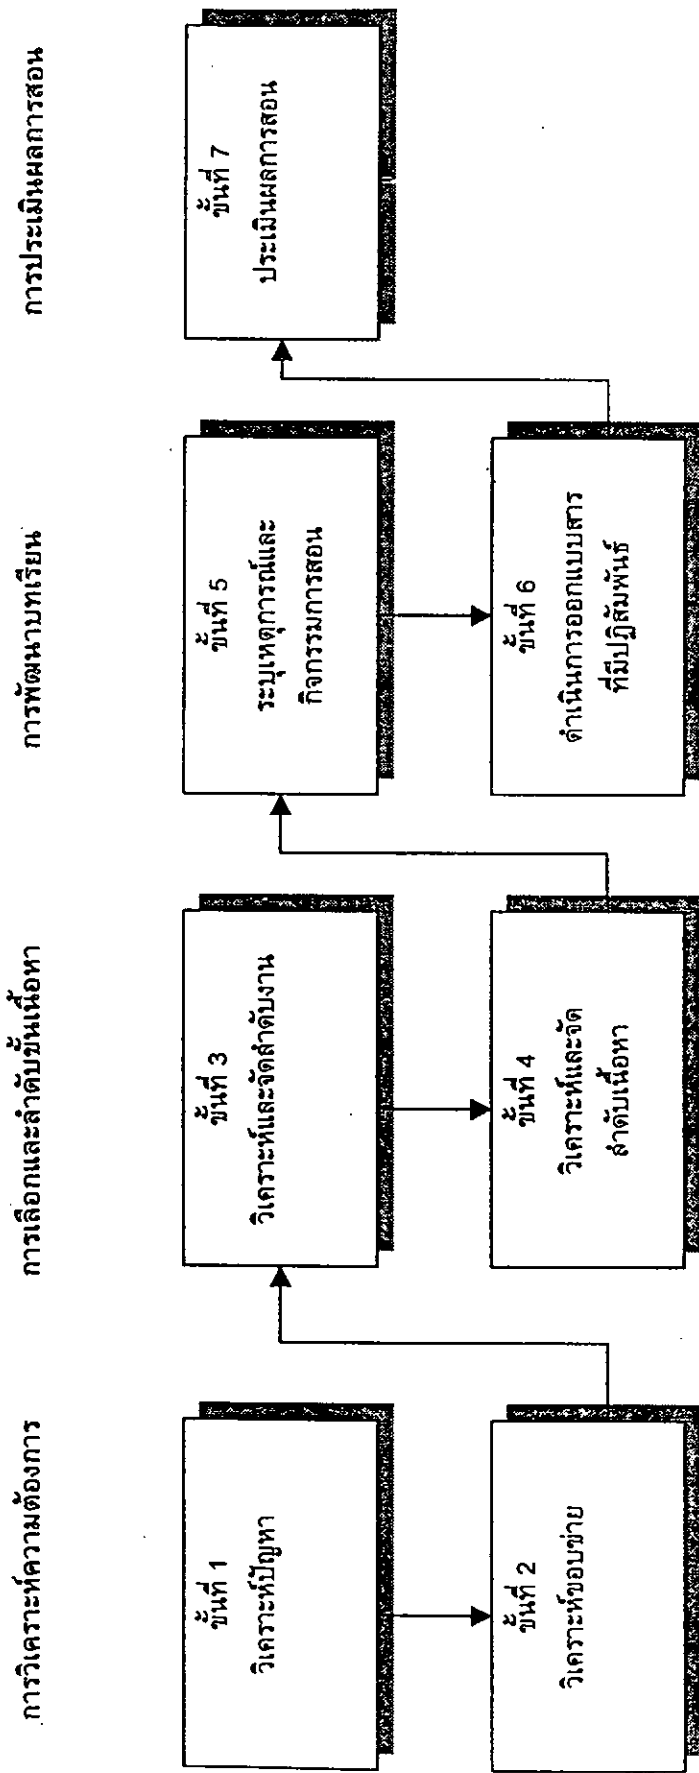 การวิเคราะห์ความต้องการ
การเลือกและลำดับขั้นเนื้อหา
การพัฒนาบทเรียน
การประเมินผลการสอน
ขั้นที่ 1
วิเคราะห์ปัญหา
ขั้นที่ 2
วิเคราะห์ขอบข่าย
ขั้นที่ 3
วิเคราะห์และจัดลำดับงาน
ขั้นที่ 4
วิเคราะห์และจัด
ลำดับเนื้อหา
ขั้นที่ 5
ระบุเหตุการณ์และ
กิจกรรมการสอน
ขั้นที่ 6
ดำเนินการออกแบบสาร
ที่มีปฏิสัมพันธ์
ขั้นที่ 7
ประเมินผลการสอน